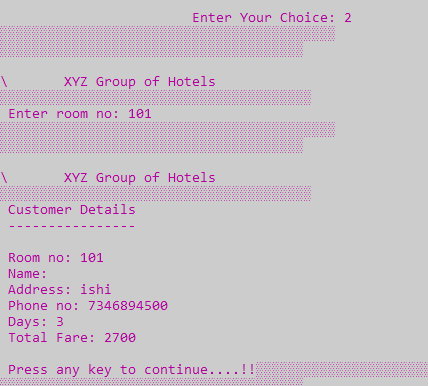 Enter Your Choice: 2
\ XYZ Group of Hotels
Enter room no: 101
\ XYZ Group of Hotels
Customer Details
----------------
Room no: 101
Name:
Address: ishi
Phone no: 7346894500
Days: 3
Total Fare: 2700
Press any key to continue....!!